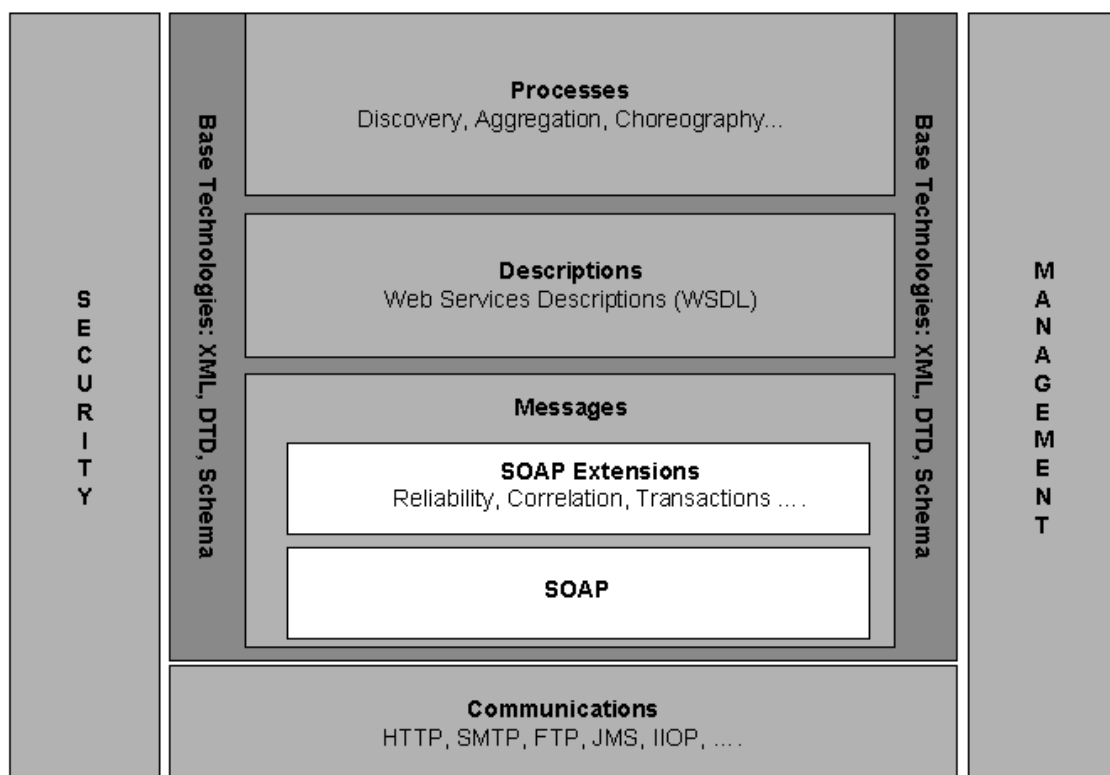 SECURITY
Base Technologies: XML, DTD, Schema
Processes
Discovery, Aggregation, Choreography...
Descriptions
Web Services Descriptions (WSDL)
Messages
SOAP Extensions
Reliability, Correlation, Transactions ....
SOAP
Base Technologies: XML, DTD, Schema
MANAGEMENT
Communications
HTTP, SMTP, FTP, JMS, IIOP, ....